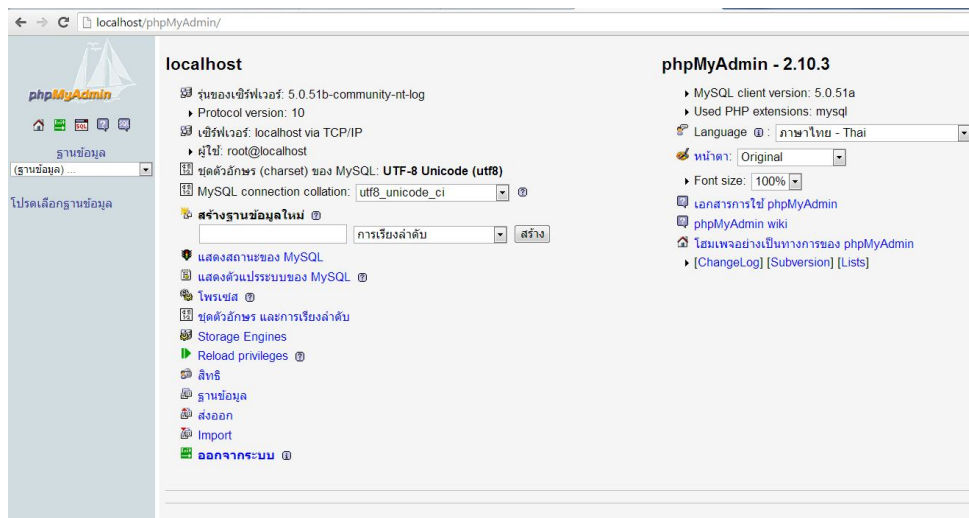 localhost/phpMyAdmin/
phpMyAdmin
SQL
ฐานข้อมูล
(ฐานข้อมูล) ...
โปรดเลือกฐานข้อมูล
localhost
รุ่นของเซิร์ฟเวอร์: 5.0.51b-community-nt-log
Protocol version: 10
เซิร์ฟเวอร์: localhost via TCP/IP
ผู้ใช้: root@localhost
ชุดตัวอักษร (charset) ของ MySQL: UTF-8 Unicode (utf8)
MySQL connection collation: utf8_unicode_ci
สร้างฐานข้อมูลใหม่
การเรียงลำดับ สร้าง
แสดงสถานะของ MySQL
แสดงตัวแปรระบบของ MySQL
โพรเซส
ชุดตัวอักษร และการเรียงลำดับ
Storage Engines
Reload privileges
สิทธิ
ฐานข้อมูล
ส่งออก
Import
ออกจากระบบ
phpMyAdmin - 2.10.3
MySQL client version: 5.0.51a
Used PHP extensions: mysql
Language : ภาษาไทย - Thai
หน้าตา: Original
Font size: 100%
เอกสารการใช้ phpMyAdmin
phpMyAdmin wiki
โฮมเพจอย่างเป็นทางการของ phpMyAdmin
[ChangeLog] [Subversion] [Lists]